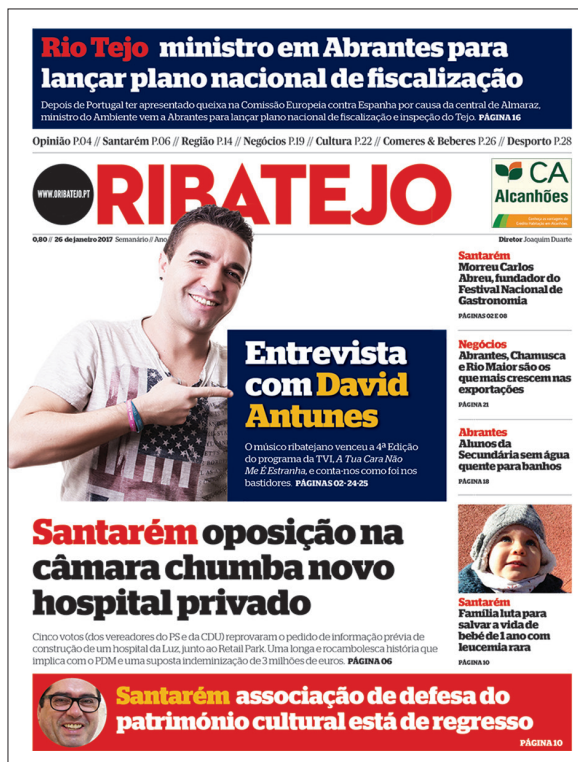 Rio Tejo ministro em Abrantes para
lançar plano nacional de fiscalização
Depois de Portugal ter apresentado queixa na Comissão Europeia contra Espanha por causa da central de Almaraz,
ministro do Ambiente vem a Abrantes para lançar plano nacional de fiscalização e inspeção do Tejo. PÁGINA 16
Opinião P.04 // Santarém P.06 // Região P.14 // Negócios P.19 // Cultura P.22 // Comeres & Beberes P.26 // Desporto P.28
WWW.ORIBATEJO.PT
RIBATEJO
CA
Alcanhões
0,80 // 26 de janeiro 2017 Semanário // Ano
Diretor Joaquim Duarte
Santarém
Morreu Carlos
Abreu, fundador do
Festival Nacional de
Gastronomia
PÁGINAS 02 E 08
Negócios
Abrantes, Chamusca
e Rio Maior são os
que mais crescem nas
exportações
PÁGINA 21
Abrantes
Alunos da
Secundária sem água
quente para banhos
PÁGINA 18
Entrevista
com David
Antunes
O músico ribatejano venceu a 4ª Edição
do programa da TVI, A Tua Cara Não
Me É Estranha, e conta-nos como foi nos
bastidores. PÁGINAS 02-24-25
Santarém oposição na
câmara chumba novo
hospital privado
Cinco votos (dos vereadores do PS e da CDU) reprovaram o pedido de informação prévia de
construção de um hospital da Luz, junto ao Retail Park. Uma longa e rocambolesca história que
implica com o PDM e uma suposta indeminização de 3 milhões de euros. PÁGINA 06
Santarém
Família luta para
salvar a vida de
bebé de 1 ano com
leucemia rara
PÁGINA 10
Santarém associação de defesa do
património cultural está de regresso
PÁGINA 10